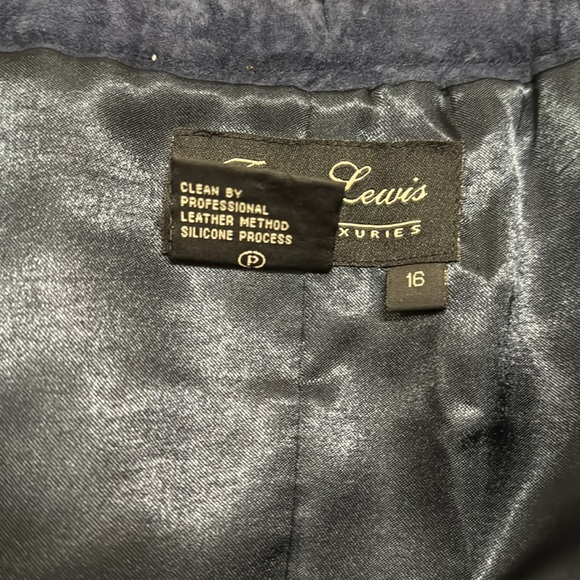 Lewis
XURIES
CLEAN BY
PROFESSIONAL
LEATHER METHOD
SILICONE PROCESS
P
16